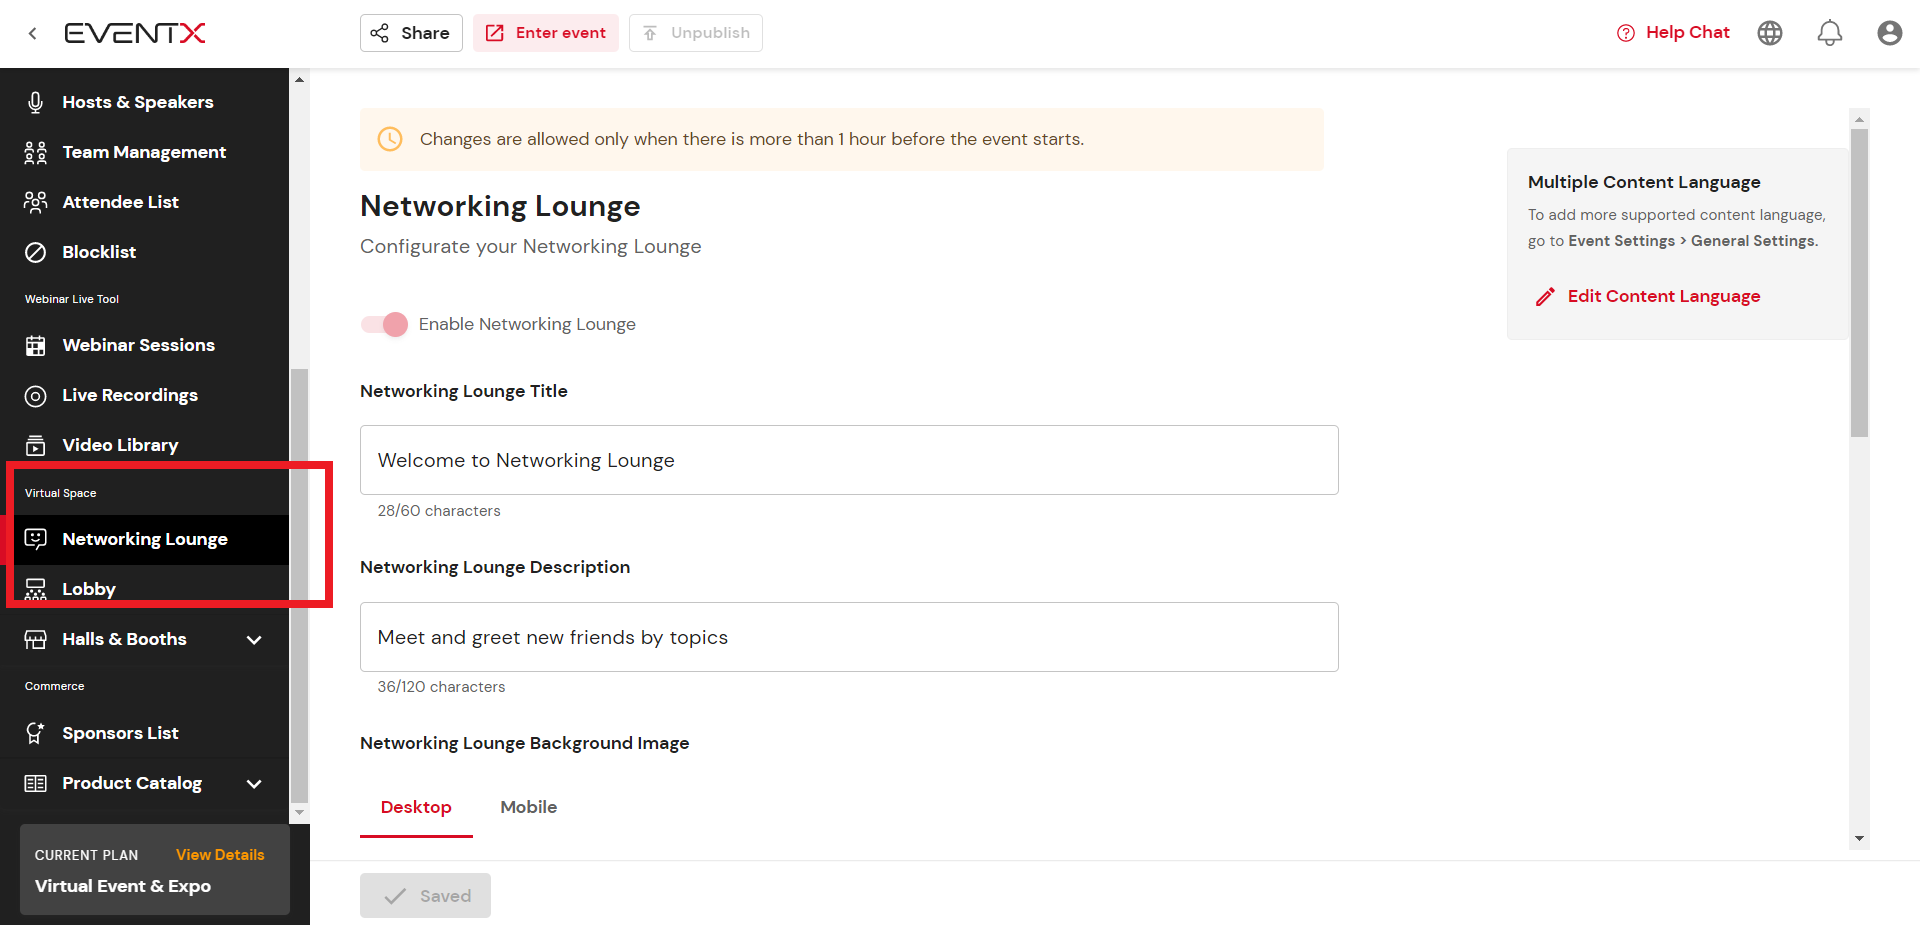 EVENTX
Share
Enter event
Unpublish
Help Chat
Hosts & Speakers
Team Management
Attendee List
Blocklist
Webinar Live Tool
Webinar Sessions
Live Recordings
Video Library
Virtual Space
Networking Lounge
Lobby
Halls & Booths
Commerce
Sponsors List
Product Catalog
CURRENT PLAN View Details
Virtual Event & Expo
Changes are allowed only when there is more than 1 hour before the event starts.
Networking Lounge
Configurate your Networking Lounge
Enable Networking Lounge
Networking Lounge Title
Welcome to Networking Lounge
28/60 characters
Networking Lounge Description
Meet and greet new friends by topics
36/120 characters
Networking Lounge Background Image
Desktop Mobile
Saved
Multiple Content Language
To add more supported content language,
go to Event Settings > General Settings.
Edit Content Language